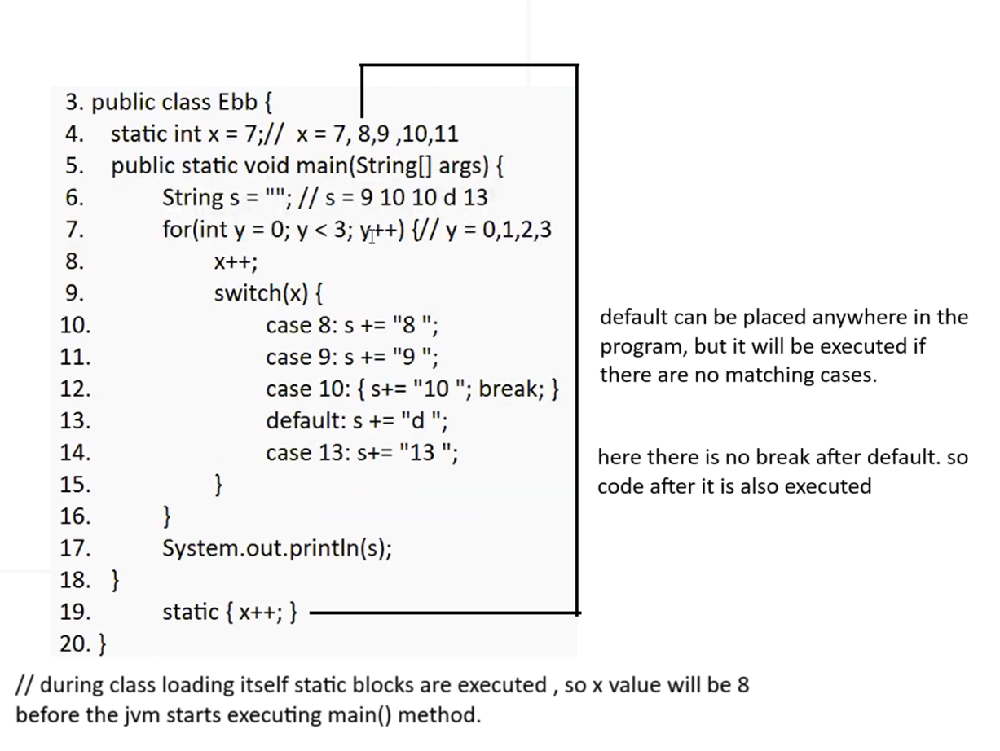 3. public class Ebb {
4. static int x = 7;// x = 7, 8,9 ,10,11
5. public static void main(String[] args) {
6. String s = ""; // s = 9 10 10 d 13
7. for(int y = 0; y < 3; y++) {// y = 0,1,2,3
8. x++;
9. switch(x) {
10. case 8: s += "8 ";
11. case 9: s += "9 ";
12. case 10: { s+= "10 "; break; }
13. default: s += "d ";
14. case 13: s+= "13 ";
15. }
16. }
17. System.out.println(s);
18. }
19. static { x++; }
20. }
default can be placed anywhere in the
program, but it will be executed if
there are no matching cases.
here there is no break after default. so
code after it is also executed
// during class loading itself static blocks are executed , so x value will be 8
before the jvm starts executing main() method.